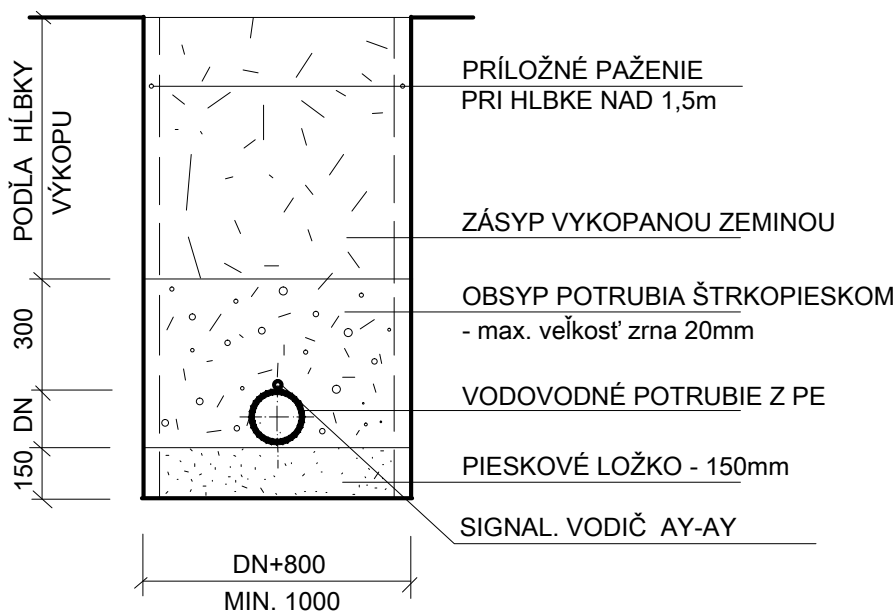 PRÍLOŽNÉ PAŽENIE
PRI HLBKE NAD 1,5m
PODĽA HĹBKY
VÝKOPU
ZÁSYP VYKOPANOU ZEMINOU
OBSYP POTRUBIA ŠTRKOPIESKOM
- max. veľkosť zrna 20mm
300
VODOVODNÉ POTRUBIE Z PE
DN
PIESKOVÉ LOŽKO - 150mm
150
SIGNAL. VODIČ AY-AY
DN+800
MIN. 1000